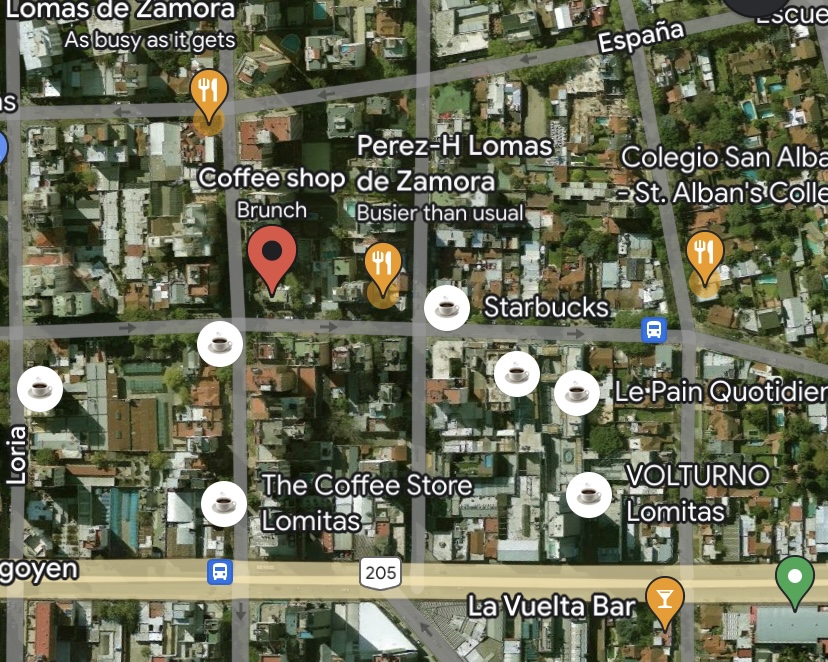 Lomas de Zamora
As busy as it gets
España
Perez-H Lomas
de Zamora
Busier than usual
Coffee shop
Brunch
Colegio San Alba
- St. Alban's Colle
Starbucks
Le Pain Quotidien
Loria
The Coffee Store
Lomitas
VOLTURNO
Lomitas
goyen
205
La Vuelta Bar